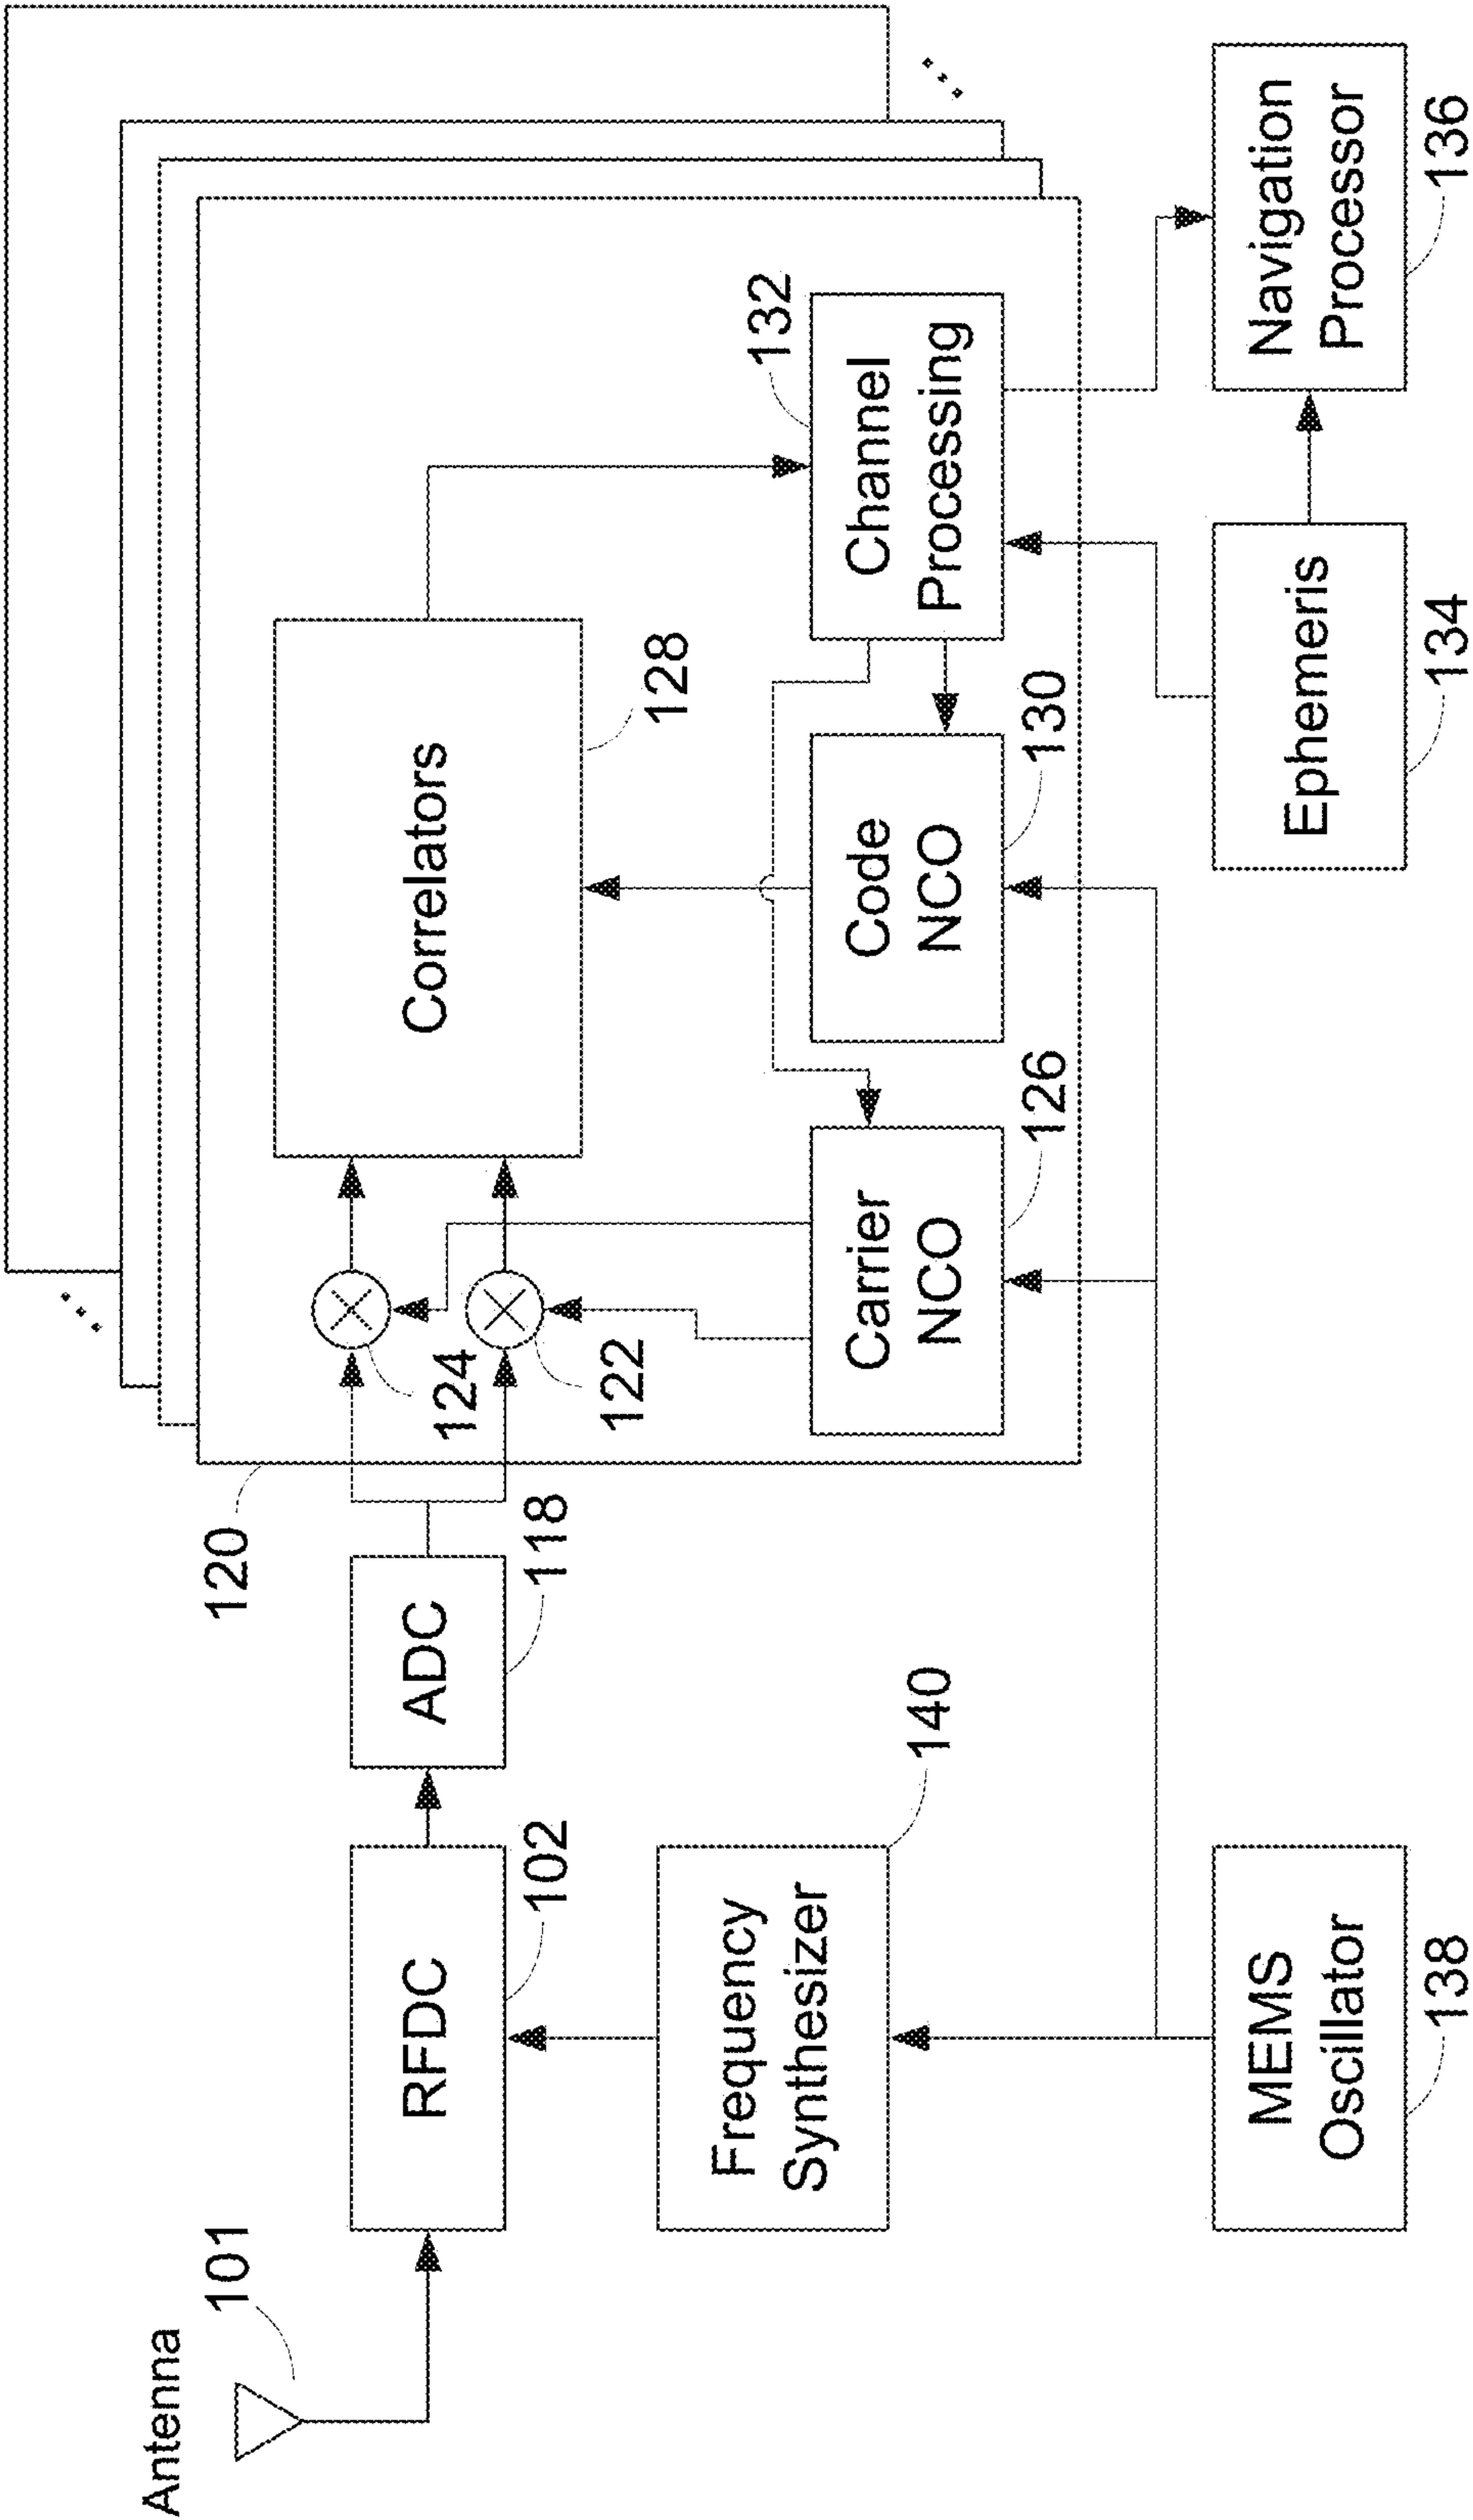 Antenna
101
RFDC
102
ADC
118
120
124
122
Correlators
128
132
Channel
Processing
Code
NCO
130
Carrier
NCO
126
Frequency
Synthesizer
140
MEMS
Oscillator
138
Ephemeris
134
Navigation
Processor
136